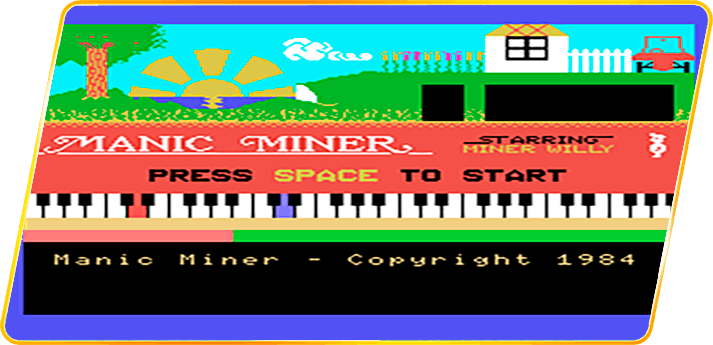 MANIC MINER
STARRING
MINER WILLY
PRESS SPACE TO START
Manic Miner - Copyright 1984